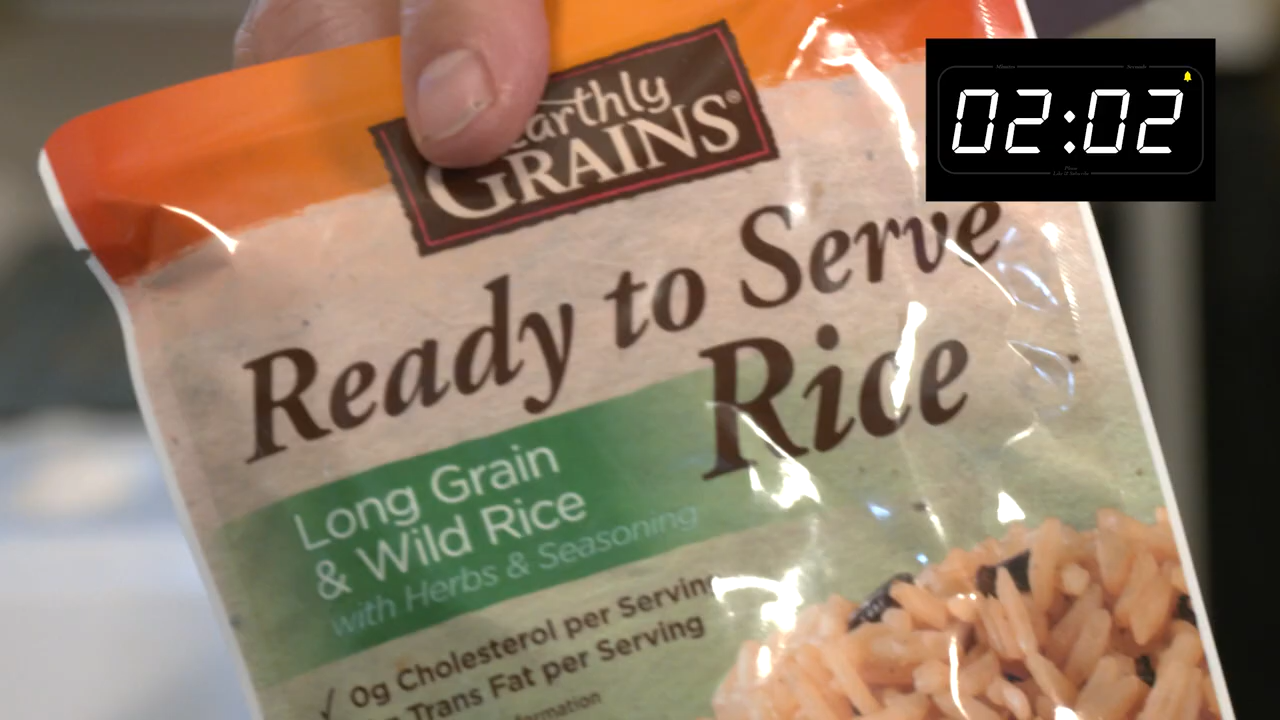 earthly
GRAINS®
02:02
Ready to Serve
Rice
Long Grain
& Wild Rice
with Herbs & Seasoning
✓ 0g Cholesterol per Serving
Trans Fat per Serving